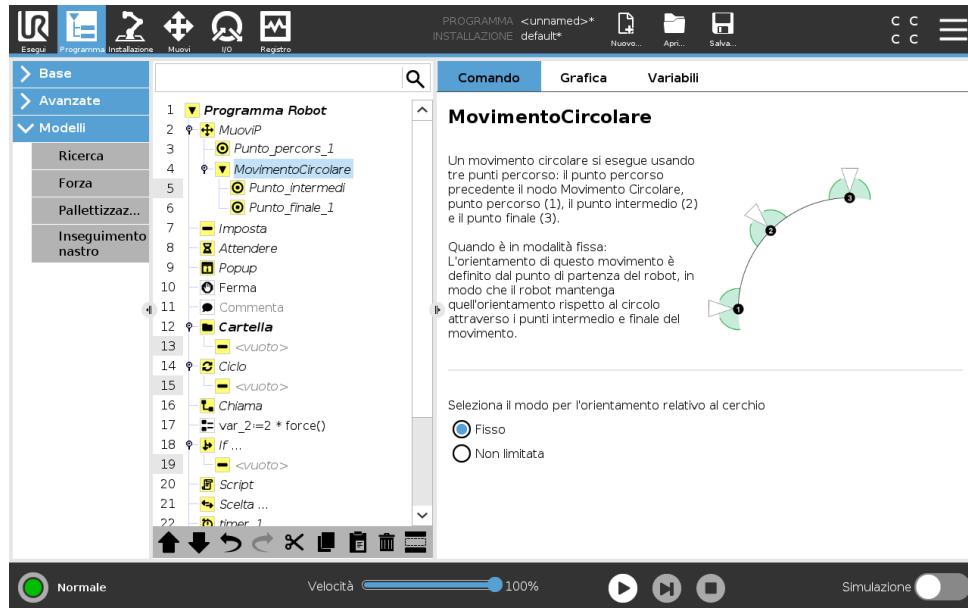 PROGRAMMA <unnamed>*
INSTALLAZIONE default*
Esegui
Programma
Installazione
Muovi
I/O
Registro
Nuovo...
Apri...
Salva...
C C
C C
Base
Avanzate
Modelli
Ricerca
Forza
Pallettizzaz...
Inseguimento
nastro
1 Programma Robot
2 MuoviP
3 Punto_percors_1
4 MovimentoCircolare
5 Punto_intermedi
6 Punto_finale_1
7 Imposta
8 Attendere
9 Popup
10 Ferma
11 Commenta
12 Cartella
13 <vuoto>
14 Ciclo
15 <vuoto>
16 Chiama
17 var_2:=2 * force()
18 If ...
19 <vuoto>
20 Script
21 Scelta ...
22 timer_1
Comando
Grafica
Variabili
MovimentoCircolare
Un movimento circolare si esegue usando
tre punti percorso: il punto percorso
precedente il nodo Movimento Circolare,
punto percorso (1), il punto intermedio (2)
e il punto finale (3).
Quando è in modalità fissa:
L'orientamento di questo movimento è
definito dal punto di partenza del robot, in
modo che il robot mantenga
quell'orientamento rispetto al circolo
attraverso i punti intermedio e finale del
movimento.
3
2
1
Seleziona il modo per l'orientamento relativo al cerchio
Fisso
Non limitata
Normale
Velocità
100%
Simulazione